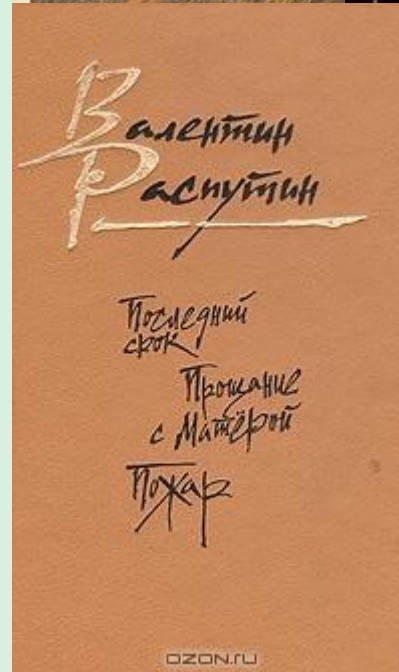 Валентин
Распутин
Последний
срок
Прощание
с Матёрой
Пожар
OZON.RU